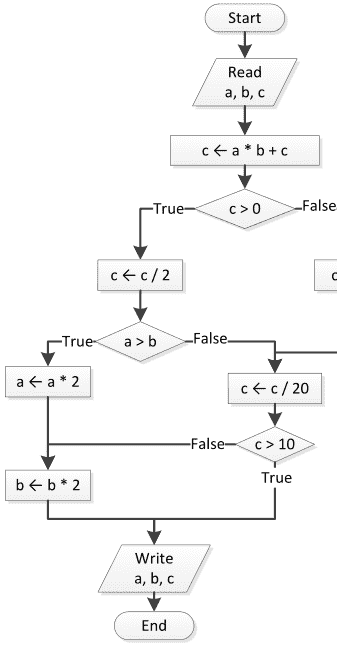 Start
Read
a, b, c
c ← a * b + c
c > 0
True
False
c ← c / 2
c
a > b
True
False
a ← a * 2
c ← c / 20
c > 10
False
True
b ← b * 2
Write
a, b, c
End